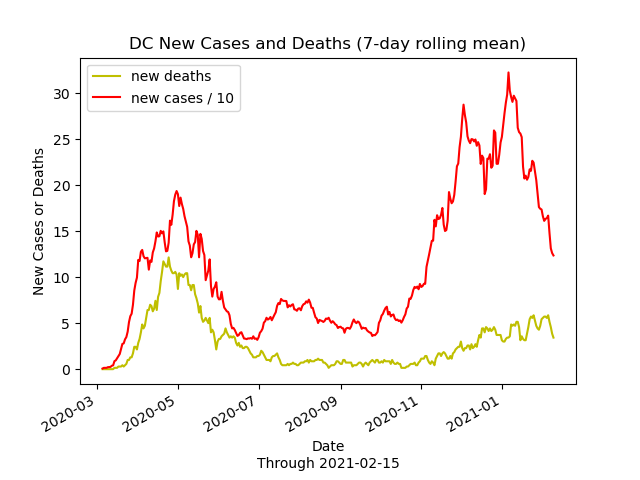 DC New Cases and Deaths (7-day rolling mean)
new deaths
new cases / 10
New Cases or Deaths
30
25
20
15
10
5
0
2020-03
2020-05
2020-07
2020-09
2020-11
2021-01
Date
Through 2021-02-15